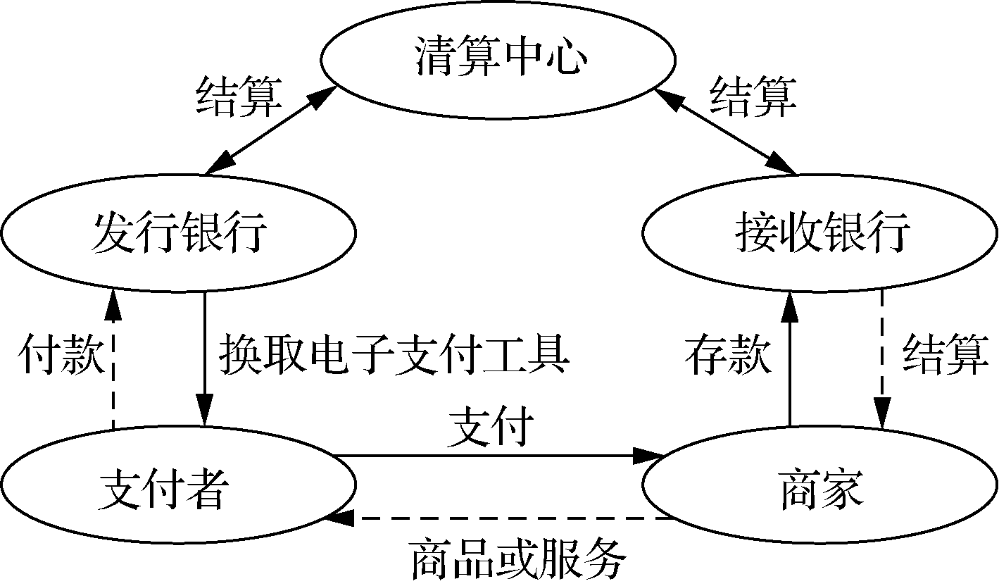 清算中心
结算
结算
发行银行
接收银行
付款
换取电子支付工具
存款
结算
支付
支付者
商家
商品或服务